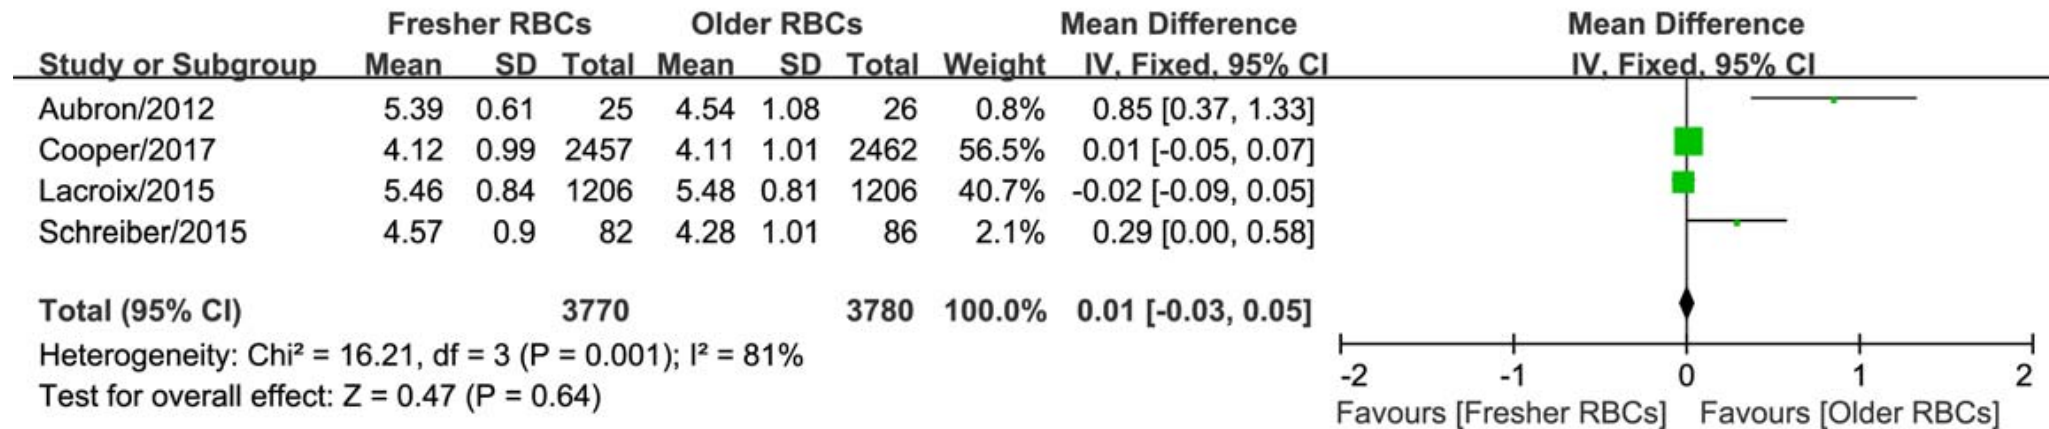 Fresher RBCs Older RBCs Mean Difference Mean Difference
Study or Subgroup Mean SD Total Mean SD Total Weight IV, Fixed, 95% CI IV, Fixed, 95% CI
Aubron/2012 5.39 0.61 25 4.54 1.08 26 0.8% 0.85 [0.37, 1.33]
Cooper/2017 4.12 0.99 2457 4.11 1.01 2462 56.5% 0.01 [-0.05, 0.07]
Lacroix/2015 5.46 0.84 1206 5.48 0.81 1206 40.7% -0.02 [-0.09, 0.05]
Schreiber/2015 4.57 0.9 82 4.28 1.01 86 2.1% 0.29 [0.00, 0.58]
Total (95% CI) 3770 3780 100.0% 0.01 [-0.03, 0.05]
Heterogeneity: Chi² = 16.21, df = 3 (P = 0.001); I² = 81%
Test for overall effect: Z = 0.47 (P = 0.64)
-2 -1 0 1 2
Favours [Fresher RBCs] Favours [Older RBCs]